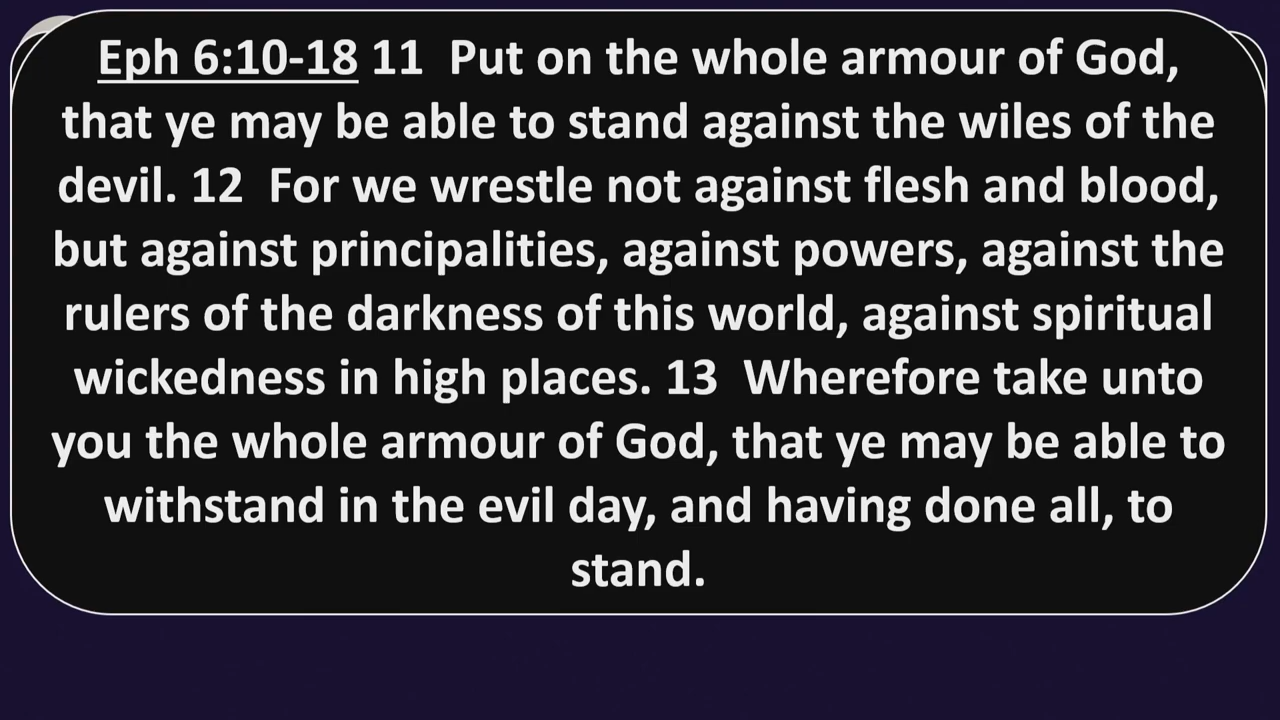 Eph 6:10-18 11 Put on the whole armour of God,
that ye may be able to stand against the wiles of the
devil. 12 For we wrestle not against flesh and blood,
but against principalities, against powers, against the
rulers of the darkness of this world, against spiritual
wickedness in high places. 13 Wherefore take unto
you the whole armour of God, that ye may be able to
withstand in the evil day, and having done all, to
stand.